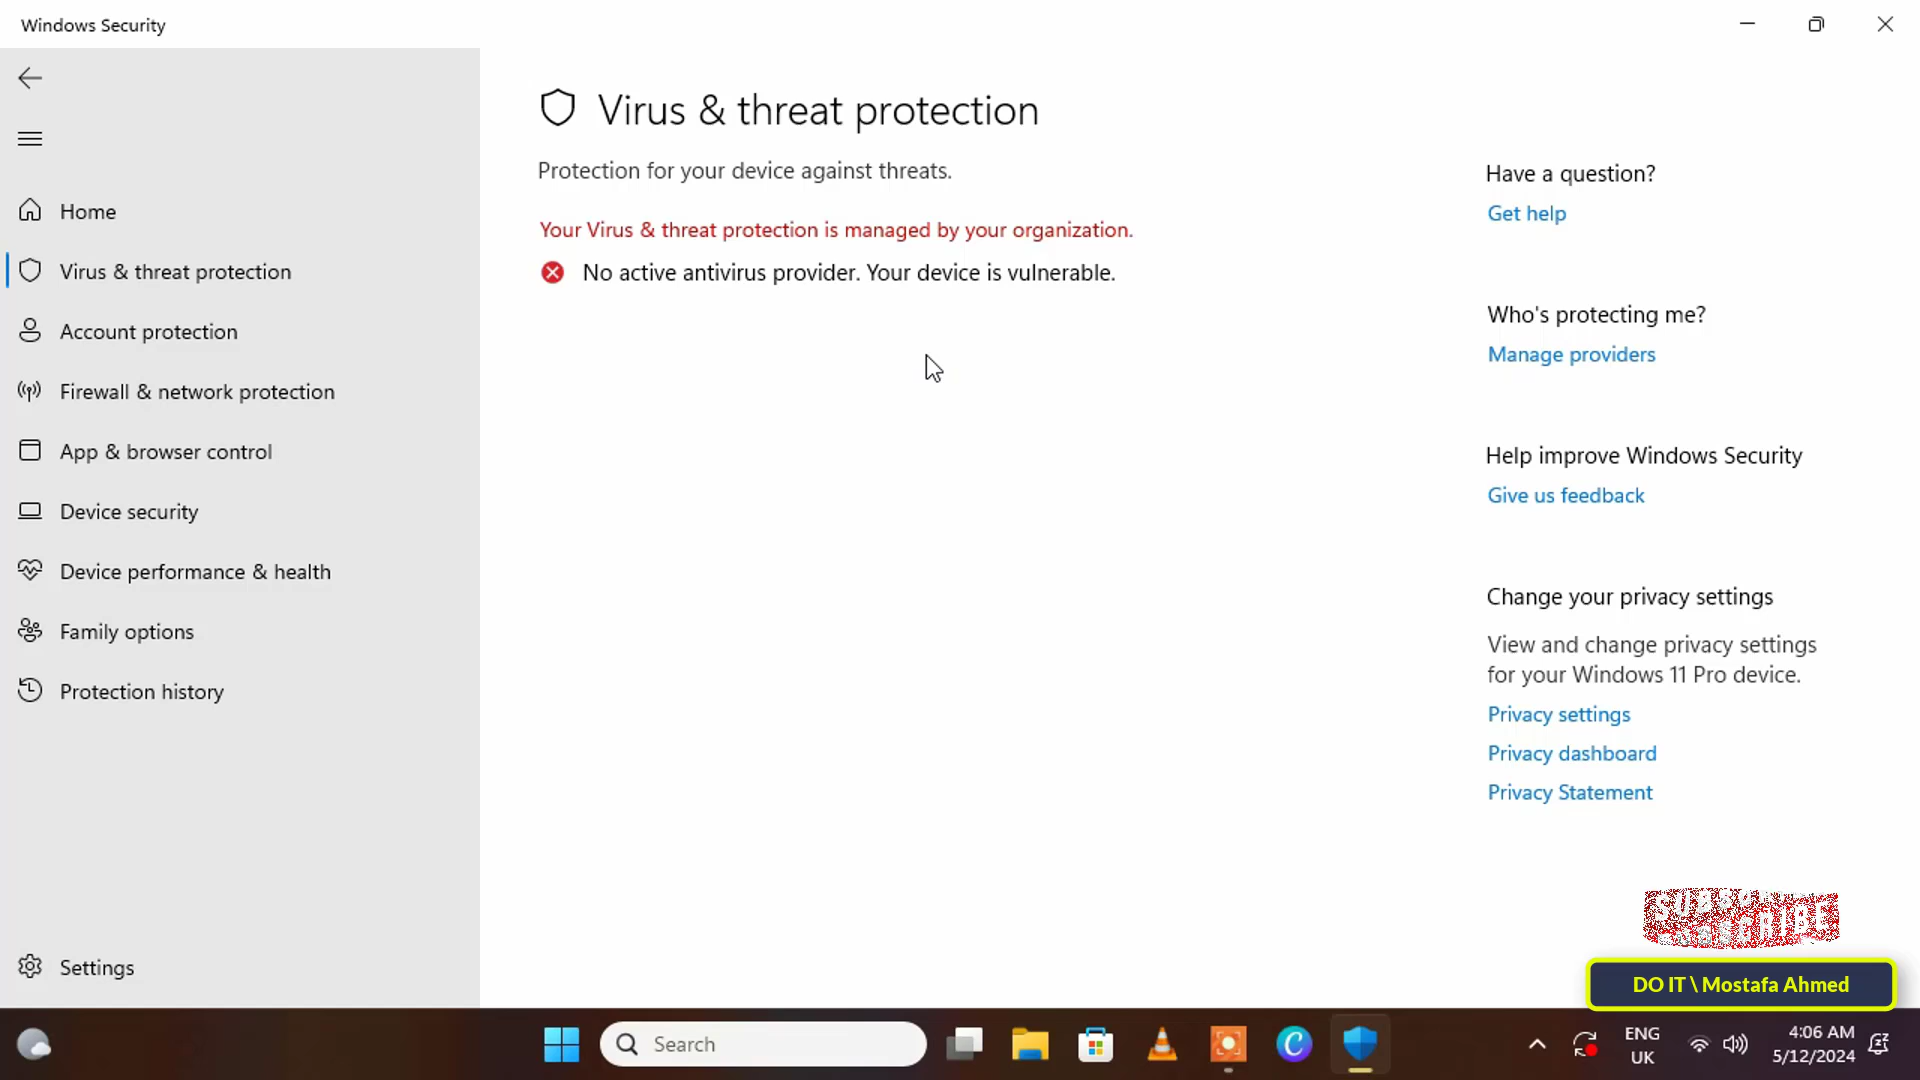 Windows Security
Home
Virus & threat protection
Account protection
Firewall & network protection
App & browser control
Device security
Device performance & health
Family options
Protection history
Settings
Virus & threat protection
Protection for your device against threats.
Your Virus & threat protection is managed by your organization.
No active antivirus provider. Your device is vulnerable.
Have a question?
Get help
Who's protecting me?
Manage providers
Help improve Windows Security
Give us feedback
Change your privacy settings
View and change privacy settings
for your Windows 11 Pro device.
Privacy settings
Privacy dashboard
Privacy Statement
DO IT \ Mostafa Ahmed
Search
ENG
UK
4:06 AM
5/12/2024